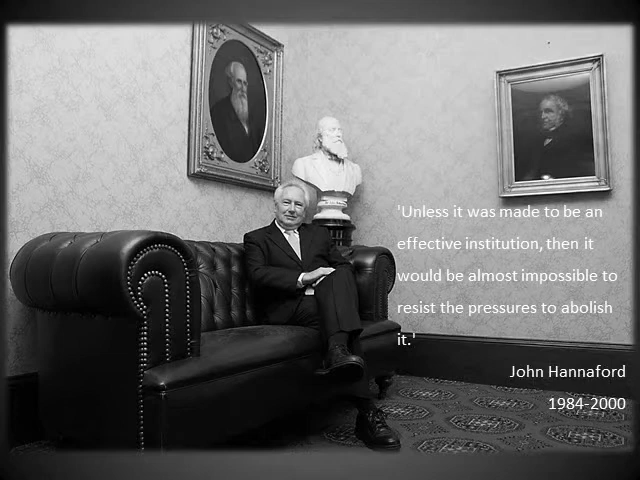 'Unless it was made to be an
effective institution, then it
would be almost impossible to
resist the pressures to abolish
it.'
John Hannaford
1984-2000